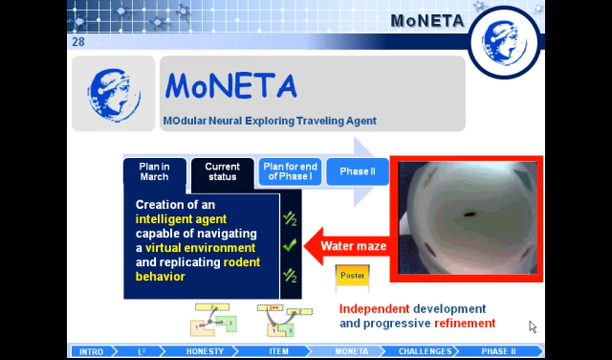 MoNETA
28
MoNETA
MOdular Neural Exploring Traveling Agent
Plan in March
Current status
Plan for end of Phase I
Phase II
Creation of an
intelligent agent
capable of navigating
a virtual environment
and replicating rodent
behavior
½
½
Water maze
Poster
Independent development
and progressive refinement
INTRO
L²
HONESTY
ITEM
MONETA
CHALLENGES
PHASE II